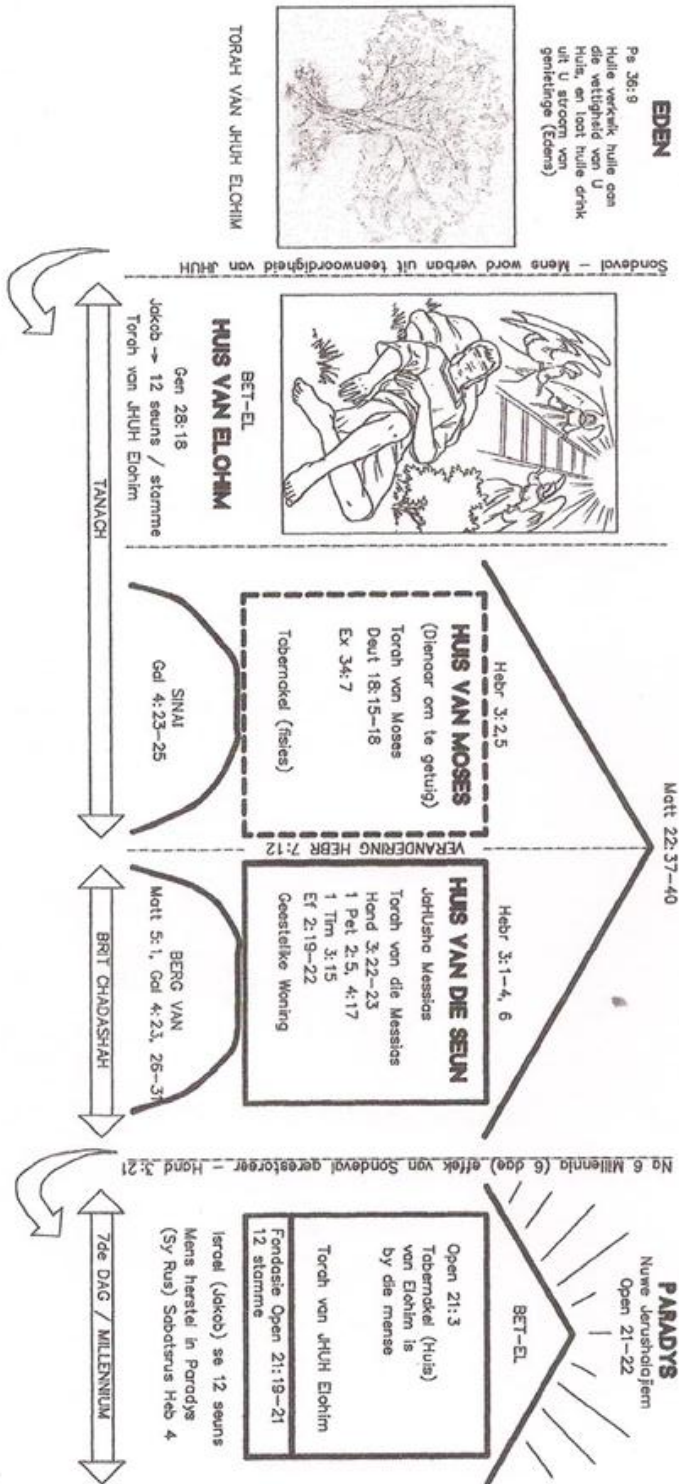 EDEN
Ps 36:9
Hulle verkwik hulle aan
die vettigheid van U
Huis, en laat hulle drink
uit U stroom van
genietinge (Edens)
TORAH VAN JHUH ELOHIM
Sondeval – Mens word verban uit teenwoordigheid van JHUH
BET-EL
HUIS VAN ELOHIM
Gen 28:18
Jakob → 12 seuns / stamme
Torah van JHUH Elohim
TANACH
Matt 22:37-40
Hebr 3:2,5
HUIS VAN MOSES
(Dienaar om te getuig)
Torah van Moses
Deut 18:15-18
Ex 34:7
Tabernakel (fisies)
SINAI
Gal 4:23-25
VERANDERING HEBR 7:12
Hebr 3:1-4, 6
HUIS VAN DIE SEUN
JaHUsha Messias
Torah van die Messias
Hand 3:22-23
1 Pet 2:5, 4:17
1 Tim 3:15
Ef 2:19-22
Geestelike Woning
BERG VAN
Matt 5:1, Gal 4:23, 26-31
BRIT CHADASHAH
Na 6 Millennia (6 dae) effek van Sondeval gerestoreer – Hand 3:21
PARADYS
Nuwe Jerushalajiem
Open 21-22
BET-EL
Open 21:3
Tabernakel (Huis)
van Elohim is
by die mense
Torah van JHUH Elohim
Fondasie Open 21:19-21
12 stamme
Israel (Jakob) se 12 seuns
Mens herstel in Paradys
(Sy Rus) Sabatsrus Heb 4
7de DAG / MILLENNIUM